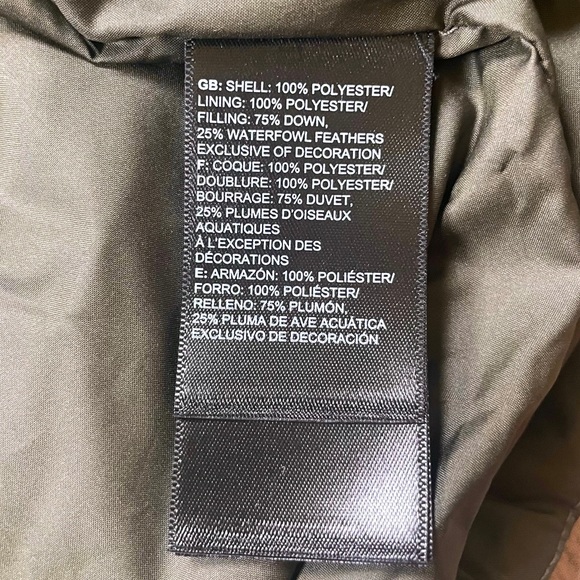 GB: SHELL: 100% POLYESTER/
LINING: 100% POLYESTER/
FILLING: 75% DOWN,
25% WATERFOWL FEATHERS
EXCLUSIVE OF DECORATION
F: COQUE: 100% POLYESTER/
DOUBLURE: 100% POLYESTER/
BOURRAGE: 75% DUVET,
25% PLUMES D'OISEAUX
AQUATIQUES
À L'EXCEPTION DES
DÉCORATIONS
E: ARMAZÓN: 100% POLIÉSTER/
FORRO: 100% POLIÉSTER/
RELLENO: 75% PLUMÓN,
25% PLUMA DE AVE ACUÁTICA
EXCLUSIVO DE DECORACIÓN